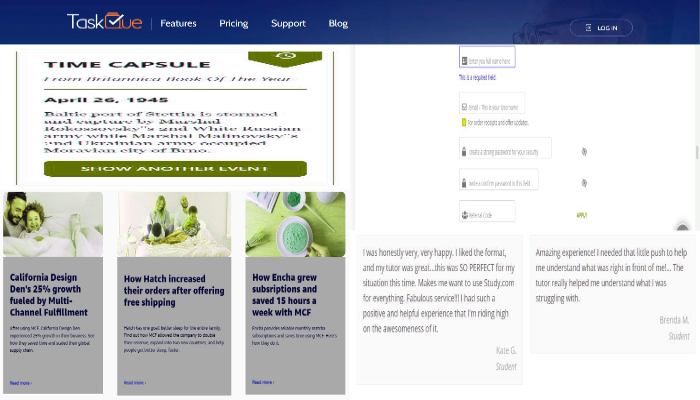 TaskQue
Features
Pricing
Support
Blog
LOG IN
TIME CAPSULE
From Britannica Book Of The Year
April 26, 1945
Baltic port of Stettin is stormed
and capture by Marshal
Rokossovsky''s 2nd White Russian
army while Marshal Malinovsky''s
2nd Ukrainian army occupied
Moravian city of Brno.
SHOW ANOTHER EVENT
Enter you full name here
This is a required field.
Email - This is your Username
For order receipts and offer updates.
create a strong password for your security
write a confirm password in this field
Referral Code
APPLY
California Design
Den's 25% growth
fueled by Multi-
Channel Fulfillment
After using MCF, California Design Den
experienced 25% growth in their business. See
how they saved time and scaled their global
supply chain.
Read more ›
How Hatch increased
their orders after offering
free shipping
Hatch has one goal: better sleep for the entire family.
Find out how MCF allowed the company to double
their revenue, expand into two new countries, and help
people get better sleep, faster.
Read more ›
How Encha grew
subsriptions and
saved 15 hours a
week with MCF
Encha provides reliable monthly matcha
subscriptions and saves time using MCF. Here's
how they do it.
Read more ›
I was honestly very, very happy. I liked the format,
and my tutor was great...this was SO PERFECT for my
situation this time. Makes me want to use Study.com
for everything. Fabulous service!!! I had such a
positive and helpful experience that I'm riding high
on the awesomeness of it.
Kate G.
Student
Amazing experience! I needed that little push to help
me understand what was right in front of me!... The
tutor really helped me understand what I was
struggling with.
Brenda M.
Student